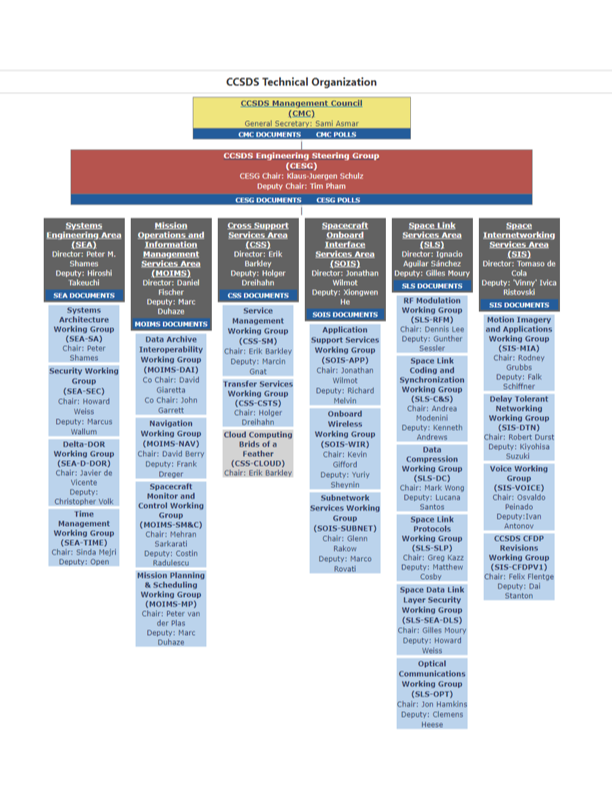 CCSDS Technical Organization
CCSDS Management Council
(CMC)
General Secretary: Sami Asmar
CMC DOCUMENTS CMC POLLS
CCSDS Engineering Steering Group
(CESG)
CESG Chair: Klaus-Juergen Schulz
Deputy Chair: Tim Pham
CESG DOCUMENTS CESG POLLS
Systems
Engineering Area
(SEA)
Director: Peter M.
Shames
Deputy: Hiroshi
Takeuchi
SEA DOCUMENTS
Systems
Architecture
Working Group
(SEA-SA)
Chair: Peter
Shames
Security Working
Group
(SEA-SEC)
Chair: Howard
Weiss
Deputy: Marcus
Wallum
Delta-DOR
Working Group
(SEA-D-DOR)
Chair: Javier de
Vicente
Deputy:
Christopher Volk
Time
Management
Working Group
(SEA-TIME)
Chair: Sinda Mejri
Deputy: Open
Mission
Operations and
Information
Management
Services Area
(MOIMS)
Director: Daniel
Fischer
Deputy: Marc
Duhaze
MOIMS DOCUMENTS
Data Archive
Interoperability
Working Group
(MOIMS-DAI)
Co Chair: David
Giaretta
Co Chair: John
Garrett
Navigation
Working Group
(MOIMS-NAV)
Chair: David Berry
Deputy: Frank
Dreger
Spacecraft
Monitor and
Control Working
Group
(MOIMS-SM&C)
Chair: Mehran
Sarkarati
Deputy: Costin
Radulescu
Mission Planning
& Scheduling
Working Group
(MOIMS-MP)
Chair: Peter van
der Plas
Deputy: Marc
Duhaze
Cross Support
Services Area
(CSS)
Director: Erik
Barkley
Deputy: Holger
Dreihahn
CSS DOCUMENTS
Service
Management
Working Group
(CSS-SM)
Chair: Erik Barkley
Deputy: Marcin
Gnat
Transfer Services
Working Group
(CSS-CSTS)
Chair: Holger
Dreihahn
Cloud Computing
Brids of a
Feather
(CSS-CLOUD)
Chair: Erik Barkley
Spacecraft
Onboard
Interface
Services Area
(SOIS)
Director: Jonathan
Wilmot
Deputy: Xiongwen
He
SOIS DOCUMENTS
Application
Support Services
Working Group
(SOIS-APP)
Chair: Jonathan
Wilmot
Deputy: Richard
Melvin
Onboard
Wireless
Working Group
(SOIS-WIR)
Chair: Kevin
Gifford
Deputy: Yuriy
Sheynin
Subnetwork
Services Working
Group
(SOIS-SUBNET)
Chair: Glenn
Rakow
Deputy: Marco
Rovati
Space Link
Services Area
(SLS)
Director: Ignacio
Aguilar Sánchez
Deputy: Gilles Moury
SLS DOCUMENTS
RF Modulation
Working Group
(SLS-RFM)
Chair: Dennis Lee
Deputy: Gunther
Sessler
Space Link
Coding and
Synchronization
Working Group
(SLS-C&S)
Chair: Andrea
Modenini
Deputy: Kenneth
Andrews
Data
Compression
Working Group
(SLS-DC)
Chair: Mark Wong
Deputy: Lucana
Santos
Space Link
Protocols
Working Group
(SLS-SLP)
Chair: Greg Kazz
Deputy: Matthew
Cosby
Space Data Link
Layer Security
Working Group
(SLS-SEA-DLS)
Chair: Gilles Moury
Deputy: Howard
Weiss
Optical
Communications
Working Group
(SLS-OPT)
Chair: Jon Hamkins
Deputy: Clemens
Heese
Space
Internetworking
Services Area
(SIS)
Director: Tomaso de
Cola
Deputy: 'Vinny' Ivica
Ristovski
SIS DOCUMENTS
Motion Imagery
and Applications
Working Group
(SIS-MIA)
Chair: Rodney
Grubbs
Deputy: Falk
Schiffner
Delay Tolerant
Networking
Working Group
(SIS-DTN)
Chair: Robert Durst
Deputy: Kiyohisa
Suzuki
Voice Working
Group
(SIS-VOICE)
Chair: Osvaldo
Peinado
Deputy:Ivan
Antonov
CCSDS CFDP
Revisions
Working Group
(SIS-CFDPV1)
Chair: Felix Flentge
Deputy: Dai
Stanton